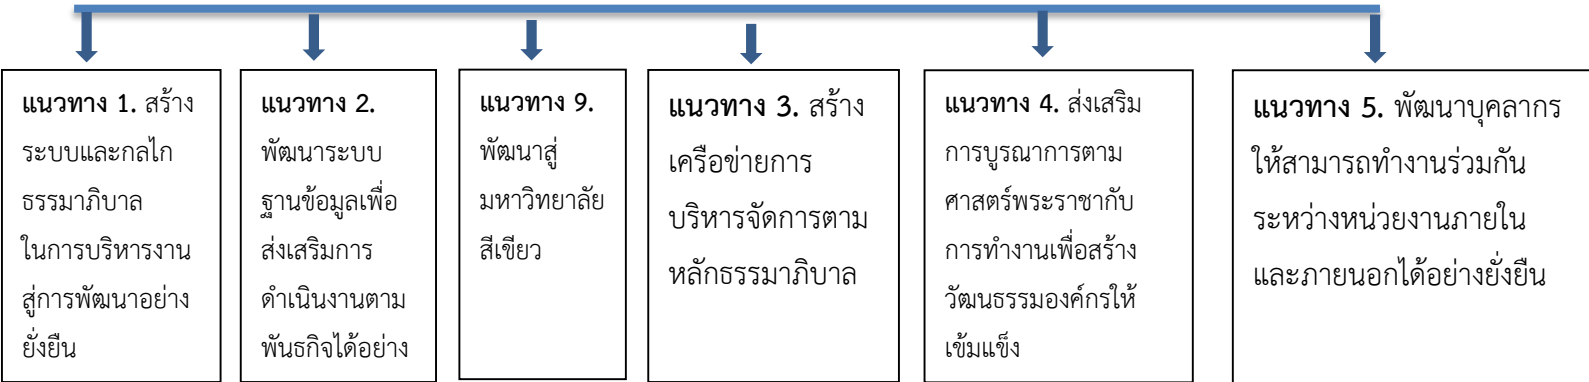 แนวทาง 1. สร้าง
ระบบและกลไก
ธรรมาภิบาล
ในการบริหารงาน
สู่การพัฒนาอย่าง
ยั่งยืน
แนวทาง 2.
พัฒนาระบบ
ฐานข้อมูลเพื่อ
ส่งเสริมการ
ดำเนินงานตาม
พันธกิจได้อย่าง
แนวทาง 9.
พัฒนาสู่
มหาวิทยาลัย
สีเขียว
แนวทาง 3. สร้าง
เครือข่ายการ
บริหารจัดการตาม
หลักธรรมาภิบาล
แนวทาง 4. ส่งเสริม
การบูรณาการตาม
ศาสตร์พระราชากับ
การทำงานเพื่อสร้าง
วัฒนธรรมองค์กรให้
เข้มแข็ง
แนวทาง 5. พัฒนาบุคลากร
ให้สามารถทำงานร่วมกัน
ระหว่างหน่วยงานภายใน
และภายนอกได้อย่างยั่งยืน